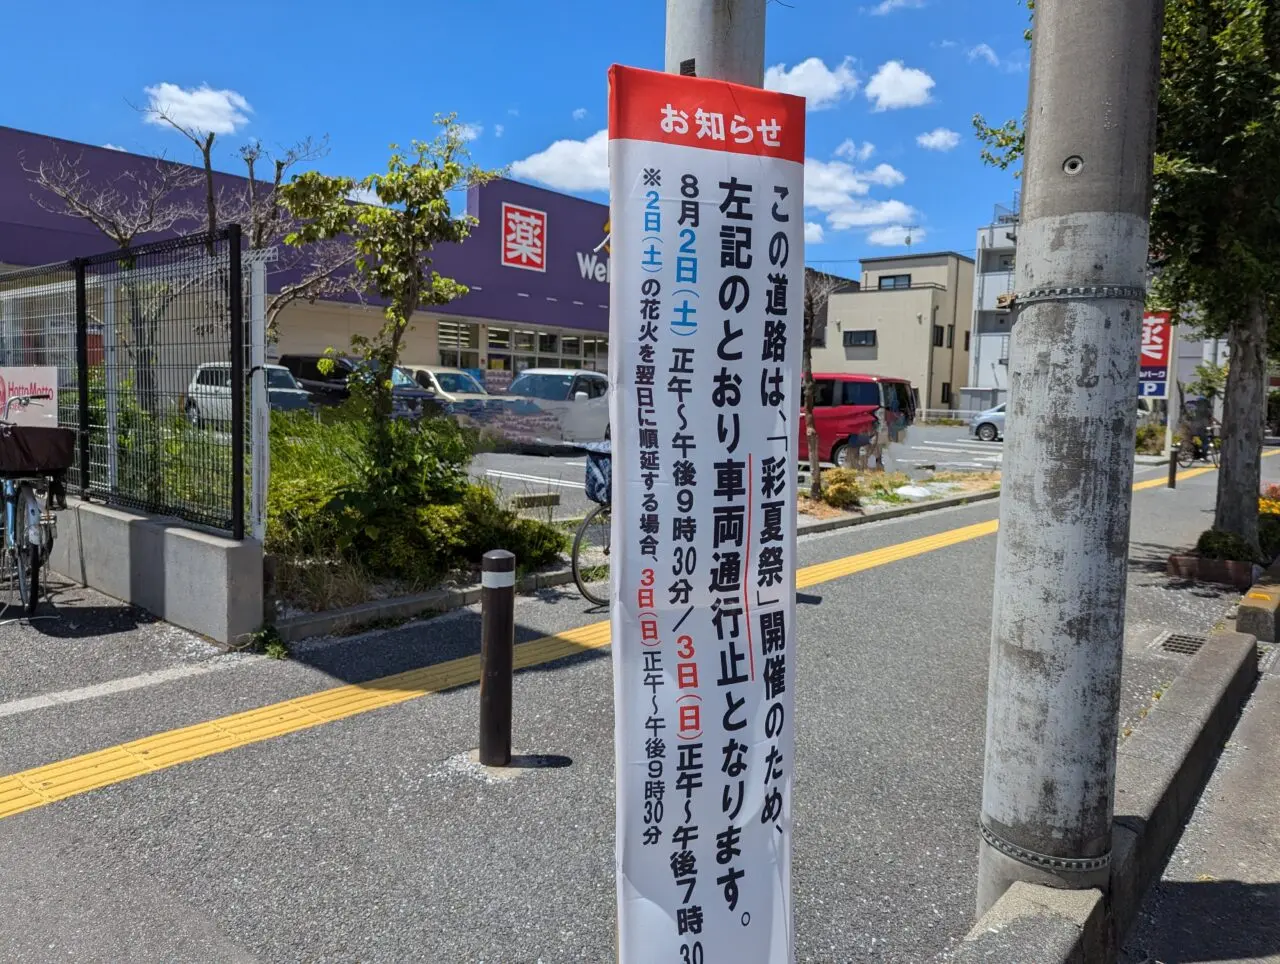 お知らせ
この道路は、「彩夏祭」開催のため、
左記のとおり車両通行止となります。
8月2日(土)正午~午後9時30分/3日(日)正午~午後7時30
※2日(土)の花火を翌日に順延する場合、3日(日)正午~午後9時30分
薬
Wel
Hotto Motto
薬
P